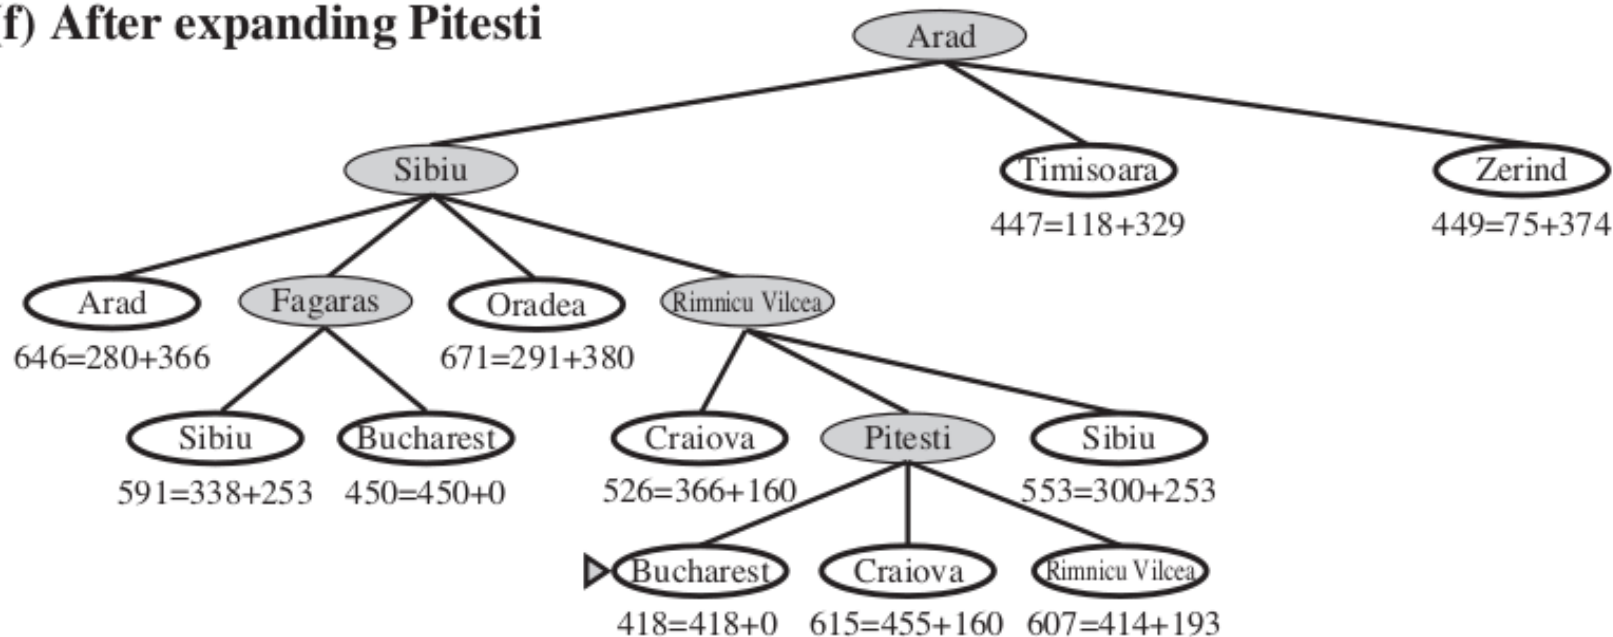 (f) After expanding Pitesti
Arad
Sibiu
Timisoara
Zerind
447=118+329
449=75+374
Arad
Fagaras
Oradea
Rimnicu Vilcea
646=280+366
671=291+380
Sibiu
Bucharest
Craiova
Pitesti
Sibiu
591=338+253
450=450+0
526=366+160
553=300+253
Bucharest
Craiova
Rimnicu Vilcea
418=418+0
615=455+160
607=414+193